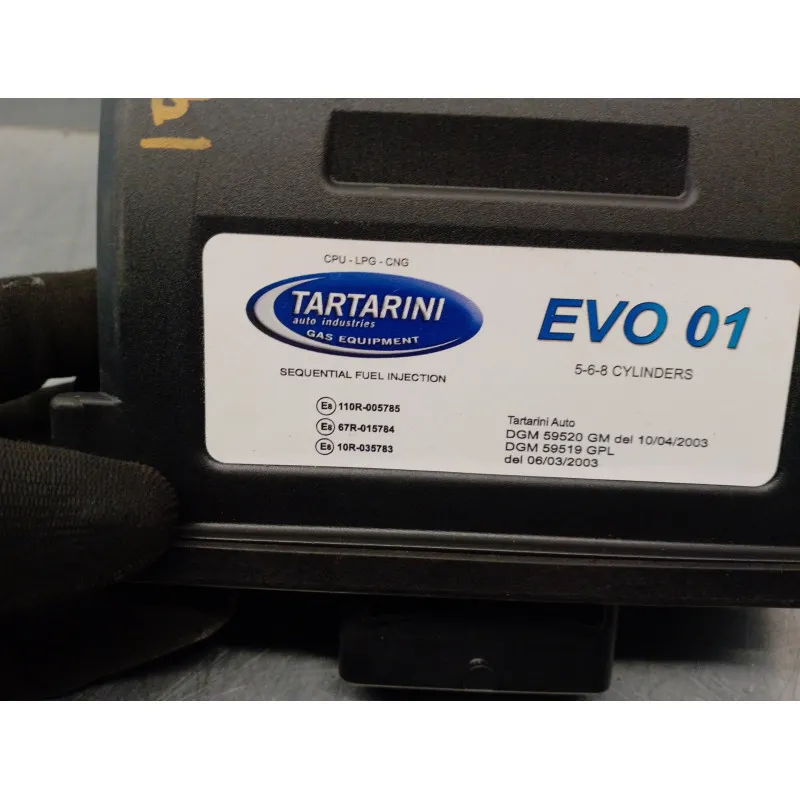 CPU - LPG - CNG
TARTARINI
auto industries
GAS EQUIPMENT
SEQUENTIAL FUEL INJECTION
E8 110R-005785
E8 67R-015784
E8 10R-035783
EVO 01
5-6-8 CYLINDERS
Tartarini Auto
DGM 59520 GM del 10/04/2003
DGM 59519 GPL
del 06/03/2003